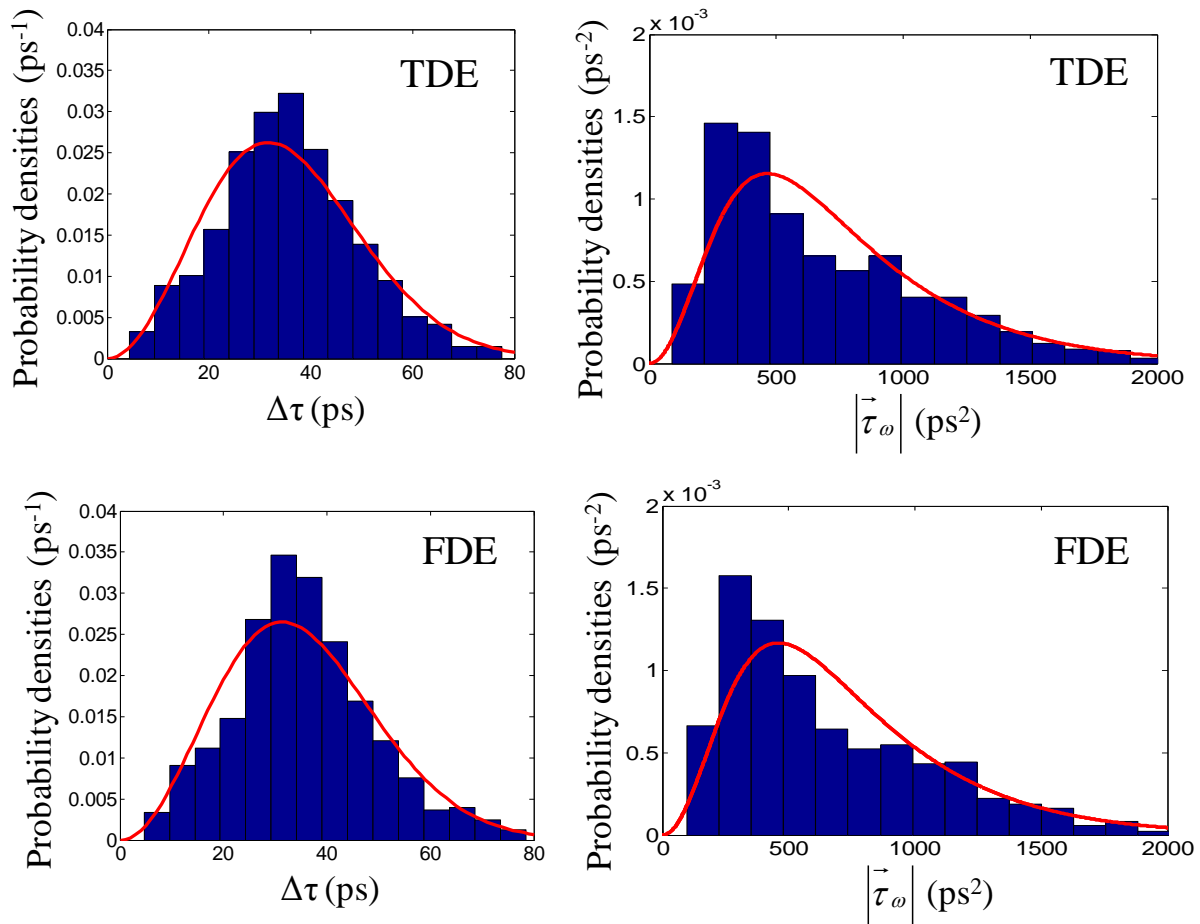 Probability densities (ps⁻¹)
0.04
0.035
0.03
0.025
0.02
0.015
0.01
0.005
0
TDE
0 20 40 60 80
Δτ (ps)
Probability densities (ps⁻²)
2 × 10⁻³
1.5
1
0.5
0
TDE
0 500 1000 1500 2000
|τ⃗ω| (ps²)
Probability densities (ps⁻¹)
0.04
0.035
0.03
0.025
0.02
0.015
0.01
0.005
0
FDE
0 20 40 60 80
Δτ (ps)
Probability densities (ps⁻²)
2 × 10⁻³
1.5
1
0.5
0
FDE
0 500 1000 1500 2000
|τ⃗ω| (ps²)